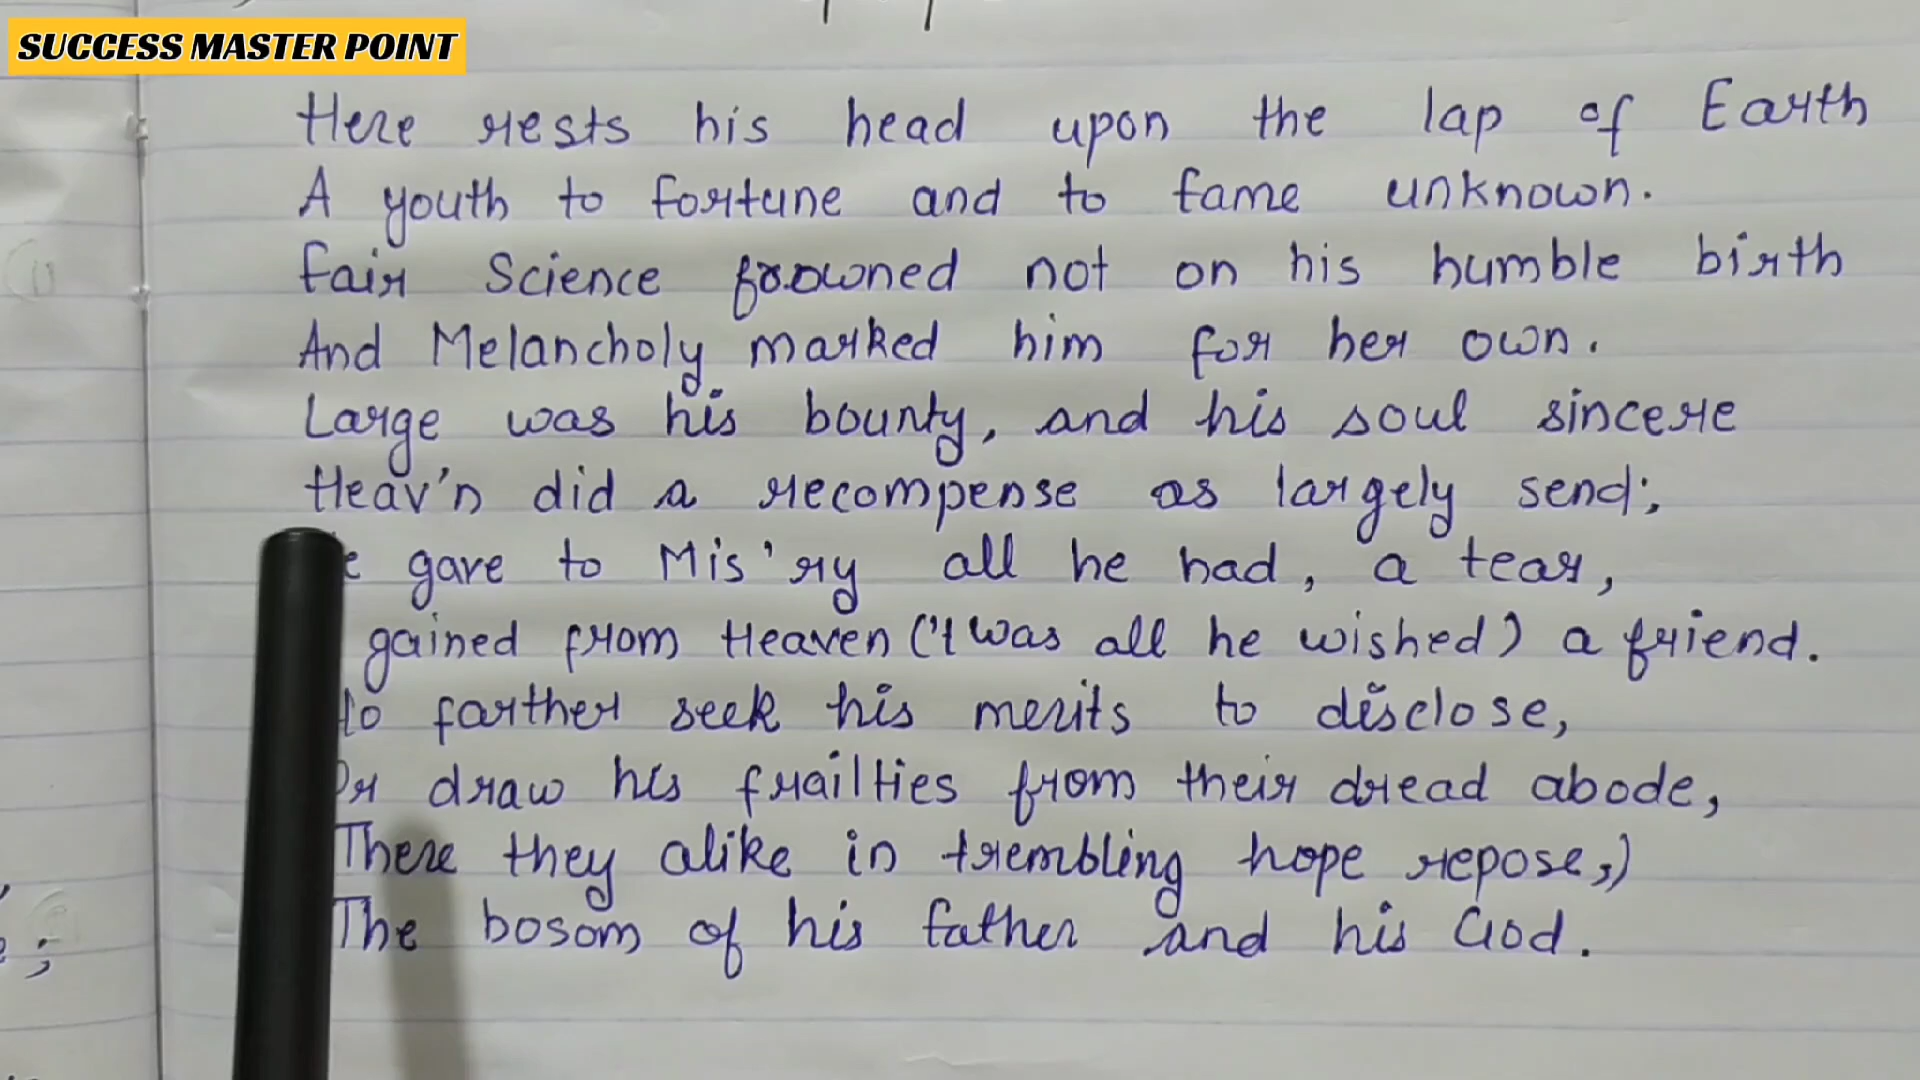 SUCCESS MASTER POINT
Here rests his head upon the lap of Earth
A youth to fortune and to fame unknown.
Fair Science frowned not on his humble birth
And Melancholy marked him for her own.
Large was his bounty, and his soul sincere
Heav'n did a recompense as largely send;
gave to Mis'ry all he had, a tear,
gained from Heaven ('t was all he wished) a friend.
farther seek his merits to disclose,
Or draw his frailties from their dread abode,
There they alike in trembling hope repose,)
The bosom of his father and his God.